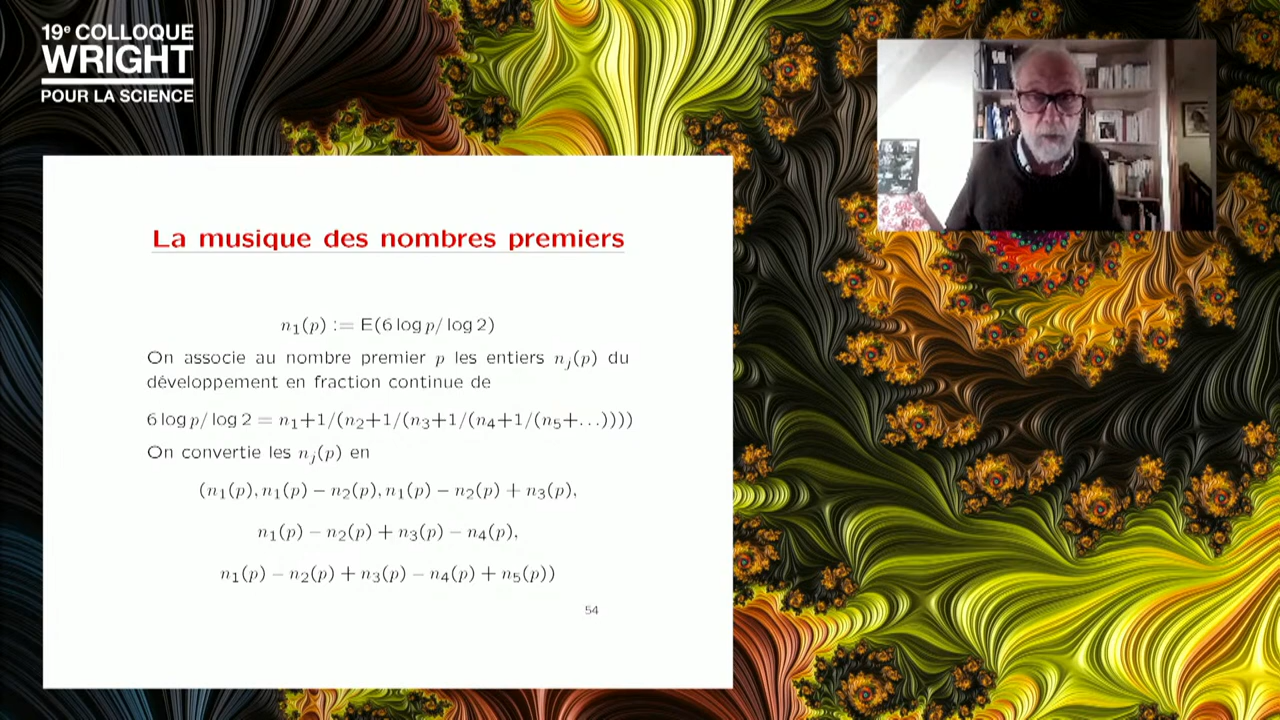 19e COLLOQUE
WRIGHT
POUR LA SCIENCE
La musique des nombres premiers
n₁(p) := E(6 log p/ log 2)
On associe au nombre premier p les entiers nⱼ(p) du
développement en fraction continue de
6 log p/ log 2 = n₁+1/(n₂+1/(n₃+1/(n₄+1/(n₅+...))))
On convertie les nⱼ(p) en
(n₁(p), n₁(p) − n₂(p), n₁(p) − n₂(p) + n₃(p),
n₁(p) − n₂(p) + n₃(p) − n₄(p),
n₁(p) − n₂(p) + n₃(p) − n₄(p) + n₅(p))
54